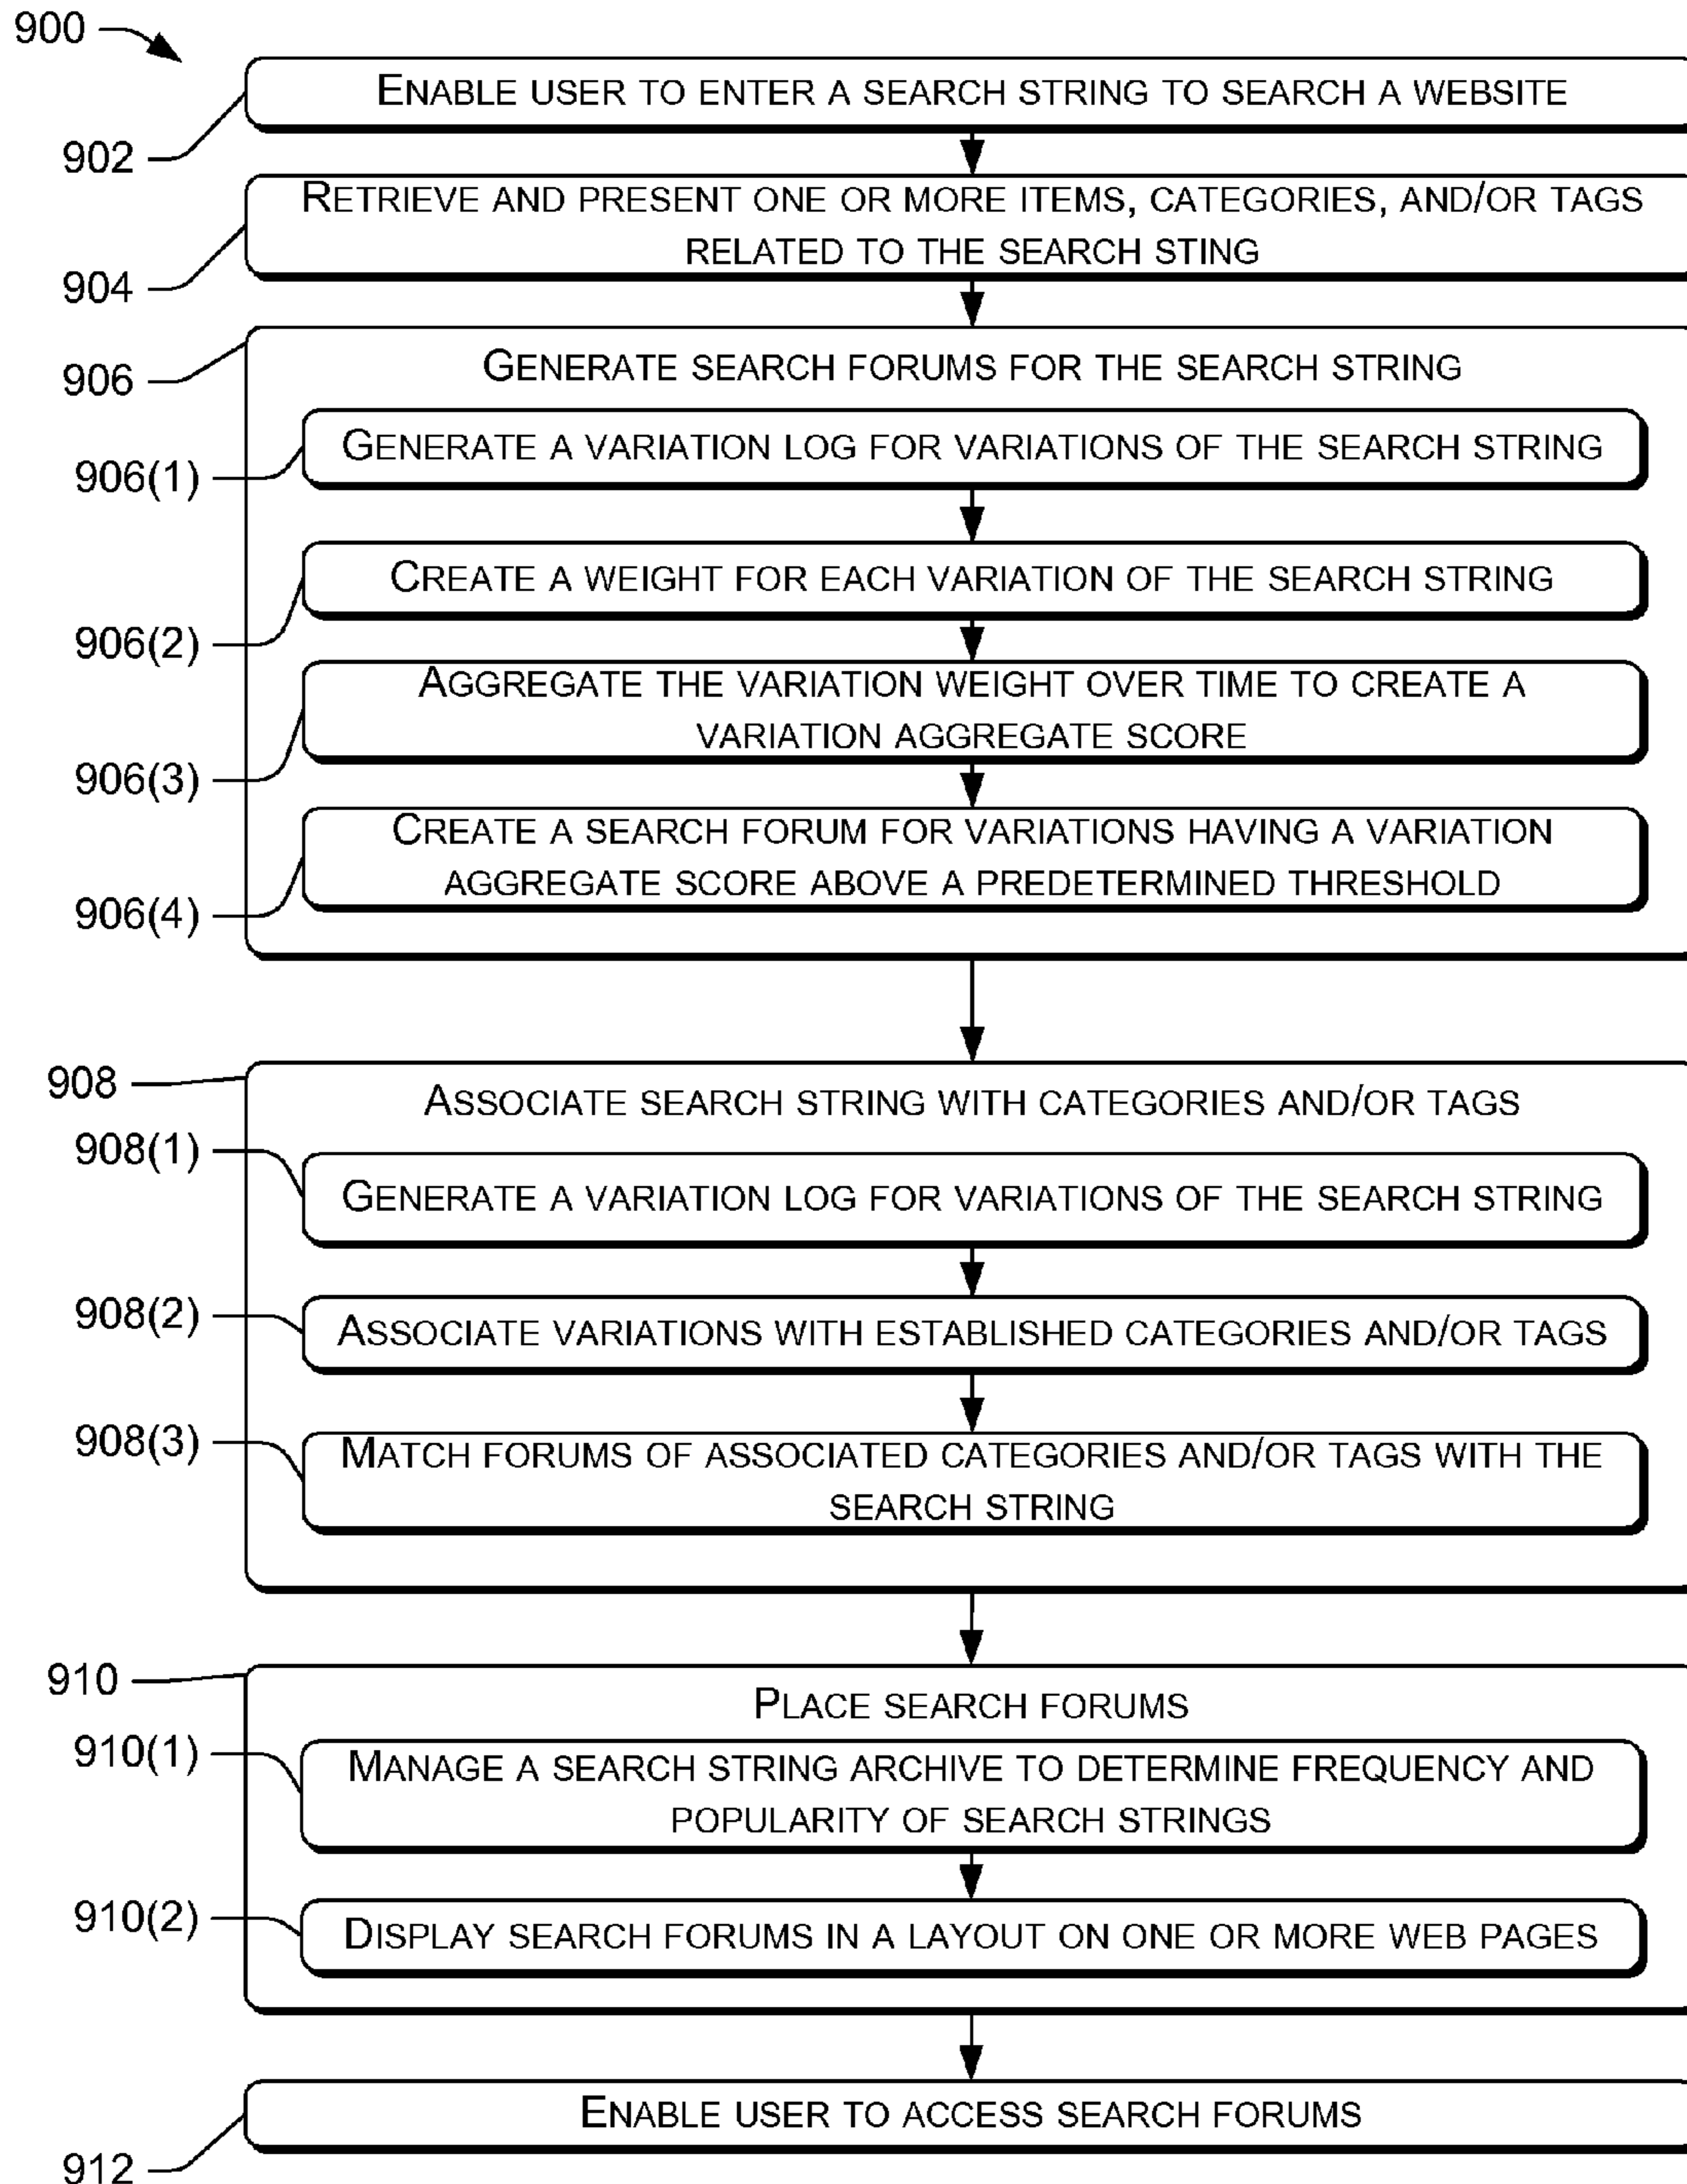 900
ENABLE USER TO ENTER A SEARCH STRING TO SEARCH A WEBSITE
902
RETRIEVE AND PRESENT ONE OR MORE ITEMS, CATEGORIES, AND/OR TAGS
RELATED TO THE SEARCH STING
904
906
GENERATE SEARCH FORUMS FOR THE SEARCH STRING
GENERATE A VARIATION LOG FOR VARIATIONS OF THE SEARCH STRING
906(1)
CREATE A WEIGHT FOR EACH VARIATION OF THE SEARCH STRING
906(2)
AGGREGATE THE VARIATION WEIGHT OVER TIME TO CREATE A
VARIATION AGGREGATE SCORE
906(3)
CREATE A SEARCH FORUM FOR VARIATIONS HAVING A VARIATION
AGGREGATE SCORE ABOVE A PREDETERMINED THRESHOLD
906(4)
908
ASSOCIATE SEARCH STRING WITH CATEGORIES AND/OR TAGS
908(1)
GENERATE A VARIATION LOG FOR VARIATIONS OF THE SEARCH STRING
908(2)
ASSOCIATE VARIATIONS WITH ESTABLISHED CATEGORIES AND/OR TAGS
908(3)
MATCH FORUMS OF ASSOCIATED CATEGORIES AND/OR TAGS WITH THE
SEARCH STRING
910
PLACE SEARCH FORUMS
910(1)
MANAGE A SEARCH STRING ARCHIVE TO DETERMINE FREQUENCY AND
POPULARITY OF SEARCH STRINGS
910(2)
DISPLAY SEARCH FORUMS IN A LAYOUT ON ONE OR MORE WEB PAGES
ENABLE USER TO ACCESS SEARCH FORUMS
912